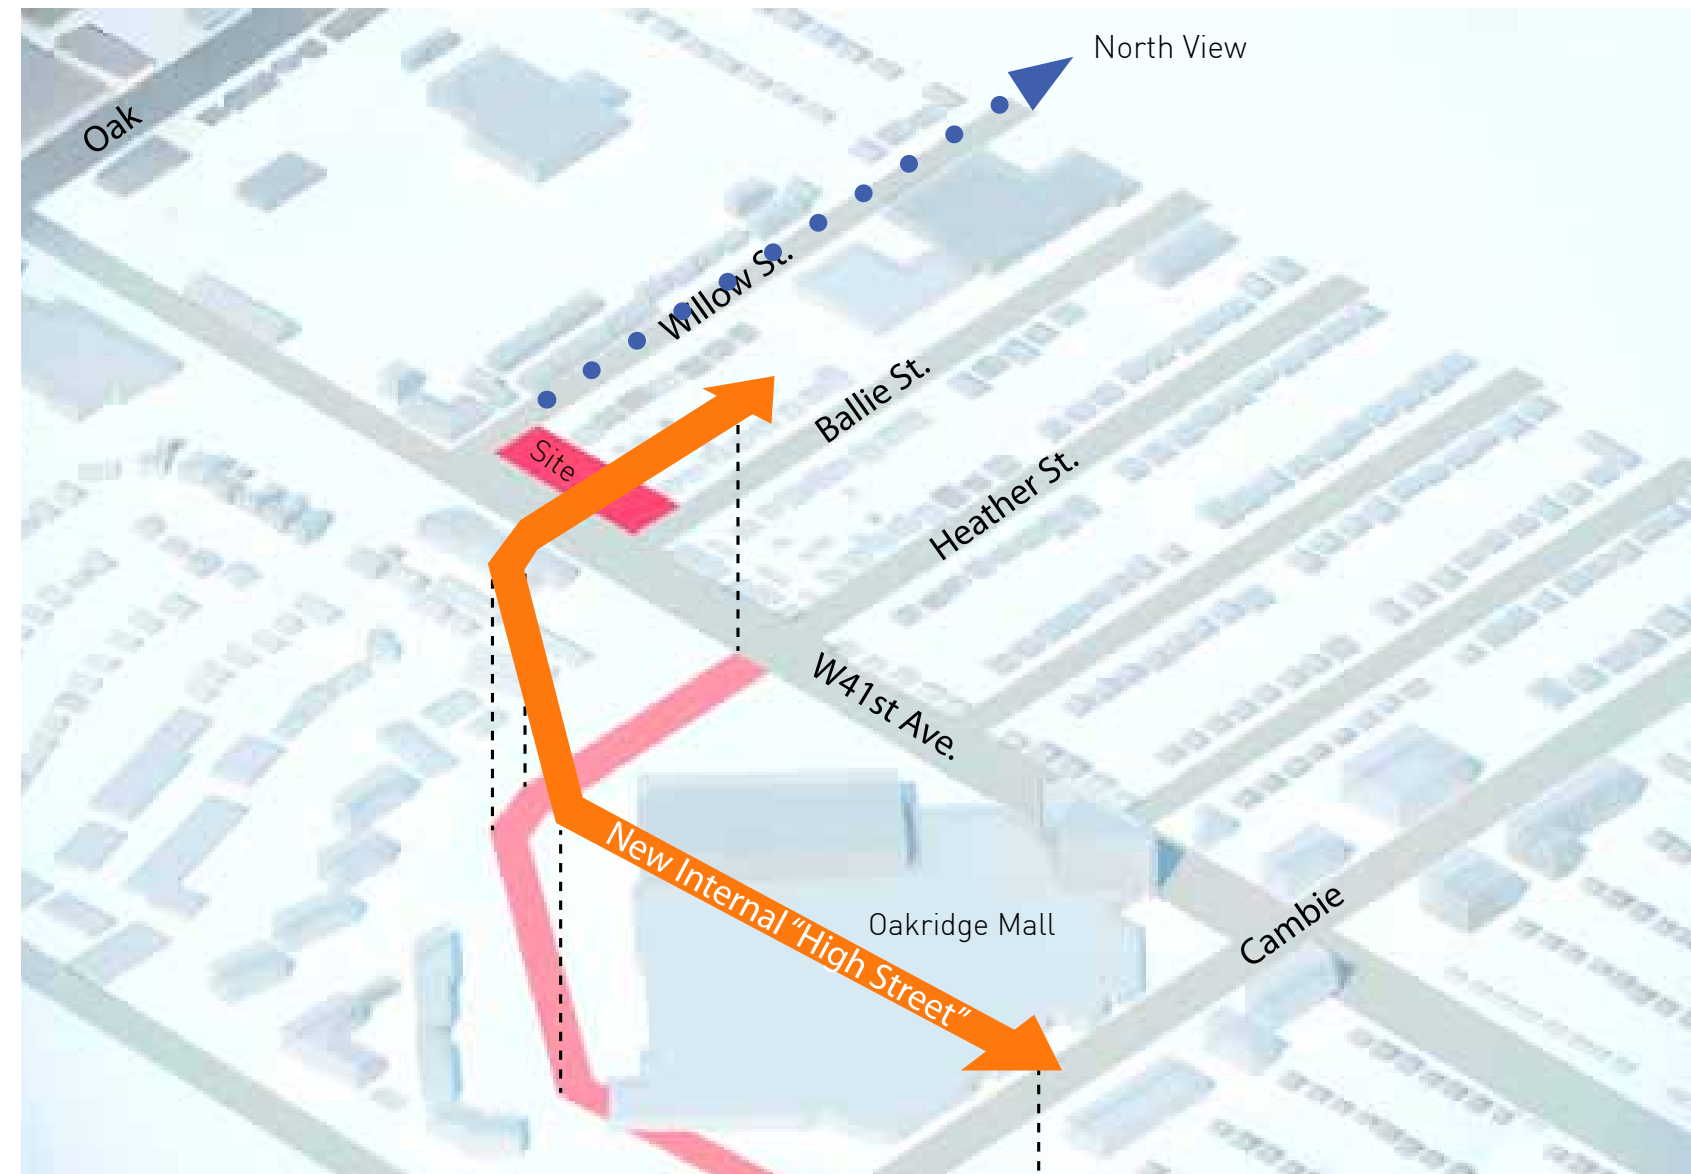 North View
Oak
Willow St.
Ballie St.
Site
Heather St.
W41st Ave.
New Internal “High Street”
Oakridge Mall
Cambie